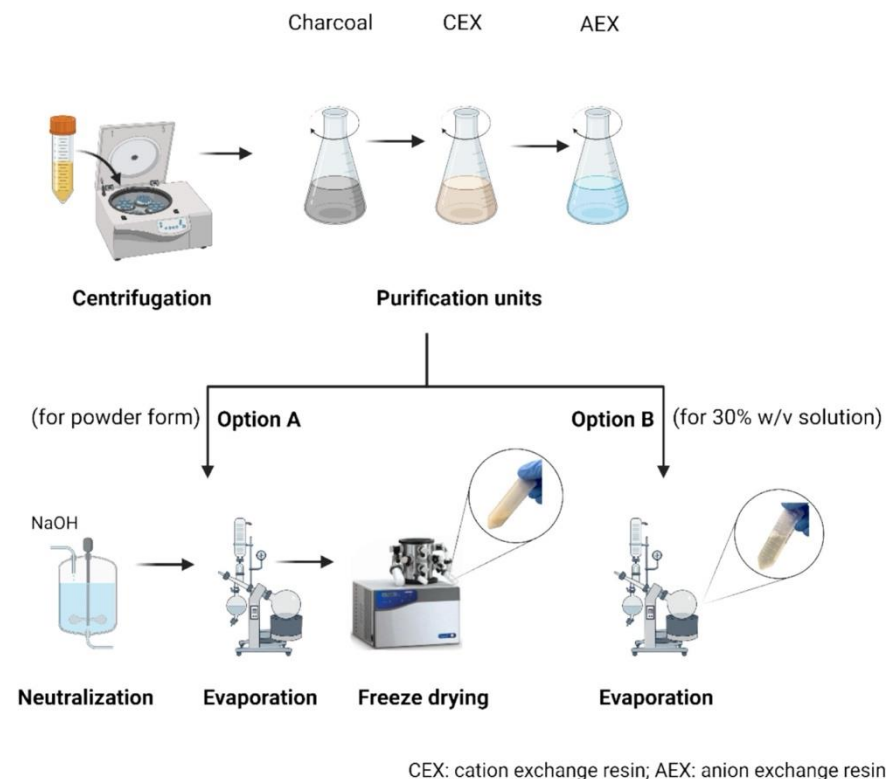 Charcoal
CEX
AEX
Centrifugation
Purification units
(for powder form)
Option A
Option B
(for 30% w/v solution)
NaOH
Neutralization
Evaporation
Freeze drying
Evaporation
CEX: cation exchange resin; AEX: anion exchange resin